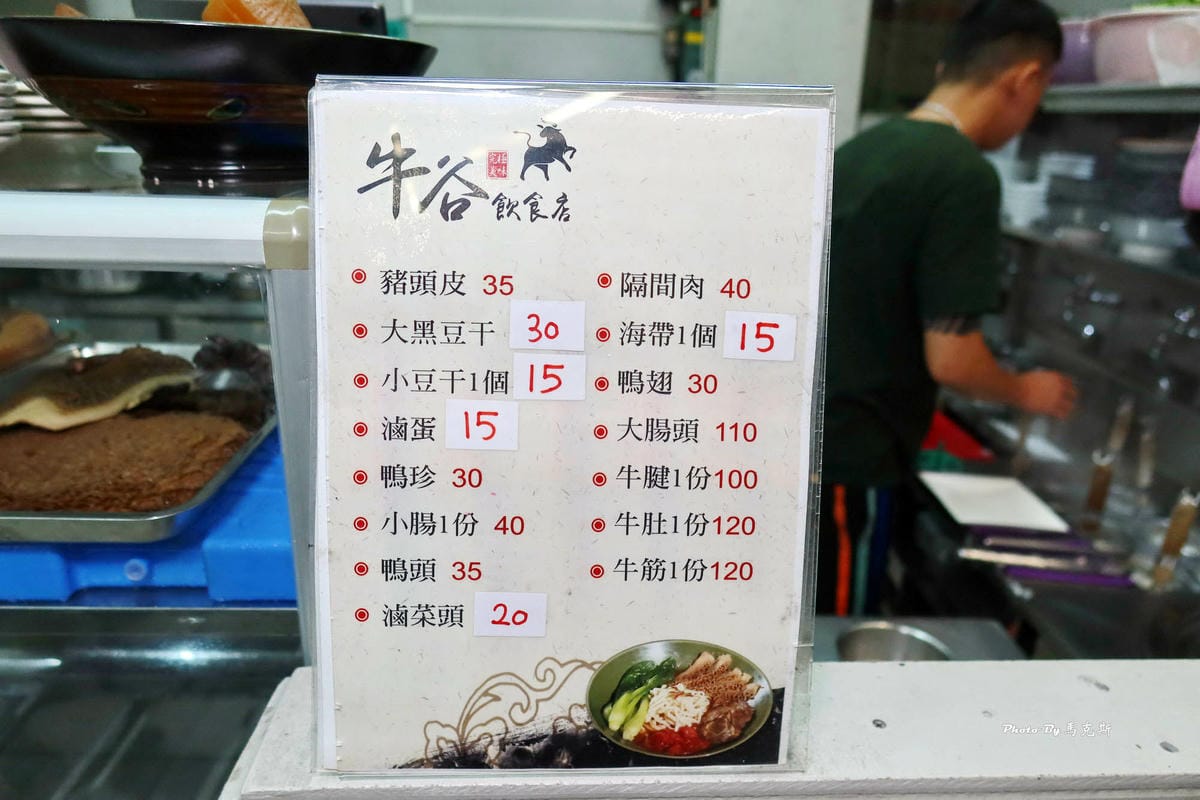 牛谷 究極美味
飲食店
豬頭皮 35
大黑豆干 30
小豆干1個 15
滷蛋 15
鴨珍 30
小腸1份 40
鴨頭 35
滷菜頭 20
隔間肉 40
海帶1個 15
鴨翅 30
大腸頭 110
牛腱1份100
牛肚1份120
牛筋1份120
Photo By 馬克斯